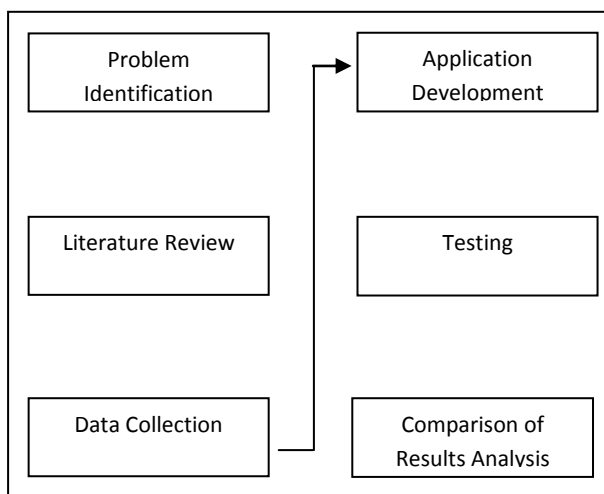 Problem
Identification
Literature Review
Data Collection
Application
Development
Testing
Comparison of
Results Analysis